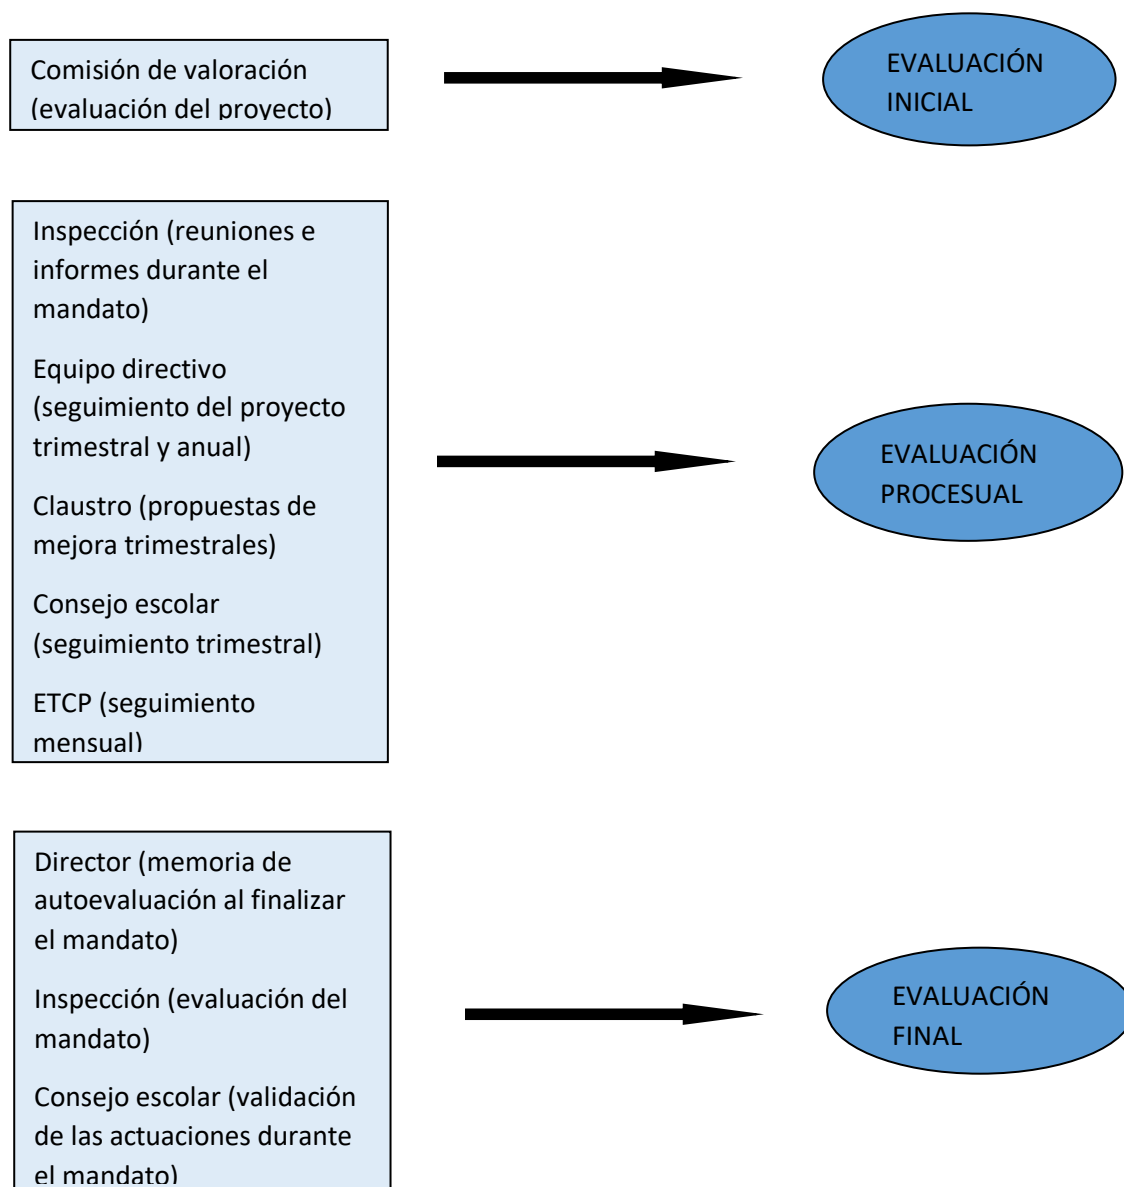 Comisión de valoración
(evaluación del proyecto)
EVALUACIÓN
INICIAL
Inspección (reuniones e
informes durante el
mandato)
Equipo directivo
(seguimiento del proyecto
trimestral y anual)
Claustro (propuestas de
mejora trimestrales)
Consejo escolar
(seguimiento trimestral)
ETCP (seguimiento
mensual)
EVALUACIÓN
PROCESUAL
Director (memoria de
autoevaluación al finalizar
el mandato)
Inspección (evaluación del
mandato)
Consejo escolar (validación
de las actuaciones durante
el mandato)
EVALUACIÓN
FINAL